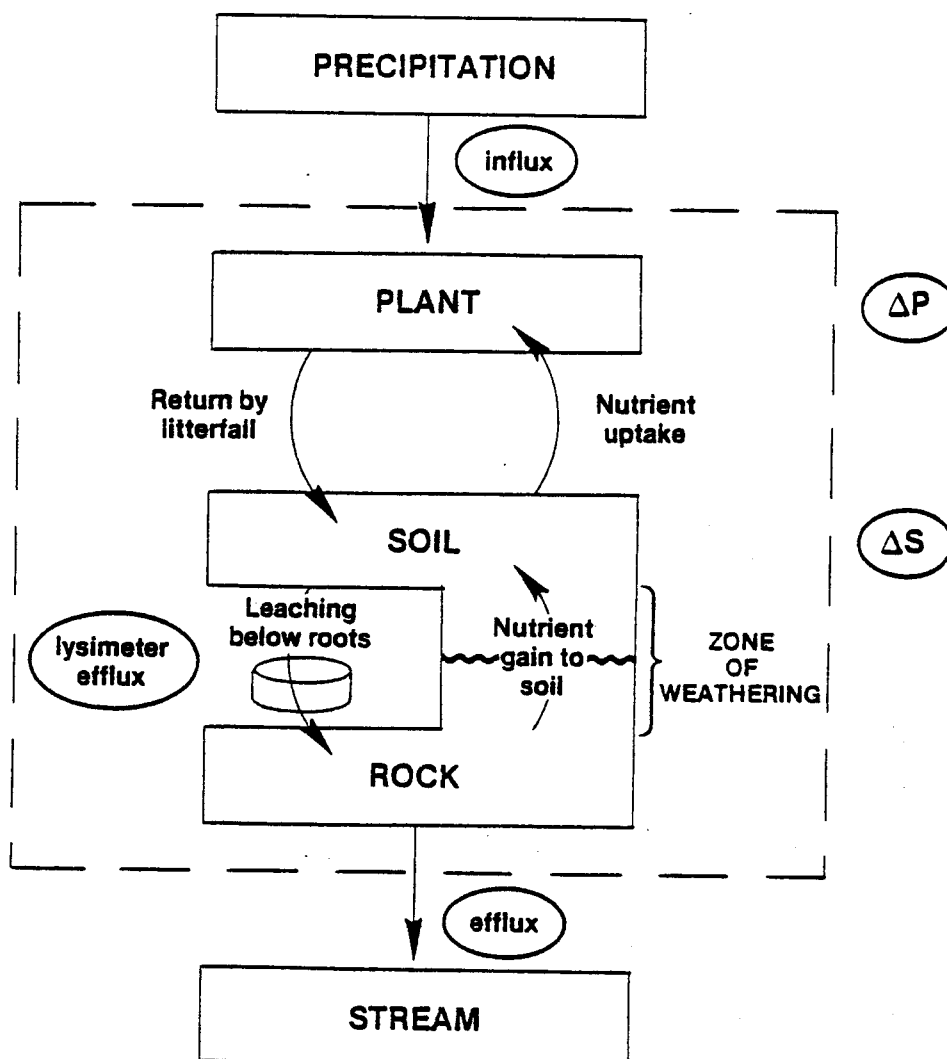 PRECIPITATION
influx
PLANT
ΔP
Return by
litterfall
Nutrient
uptake
SOIL
ΔS
Leaching
below roots
lysimeter
efflux
Nutrient
gain to
soil
ZONE
OF
WEATHERING
ROCK
efflux
STREAM